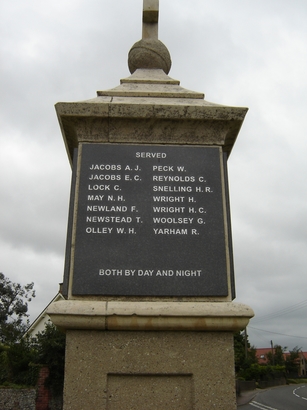 SERVED
JACOBS A. J. PECK W.
JACOBS E. C. REYNOLDS C.
LOCK C. SNELLING H. R.
MAY N. H. WRIGHT H.
NEWLAND F. WRIGHT H. C.
NEWSTEAD T. WOOLSEY G.
OLLEY W. H. YARHAM R.
BOTH BY DAY AND NIGHT